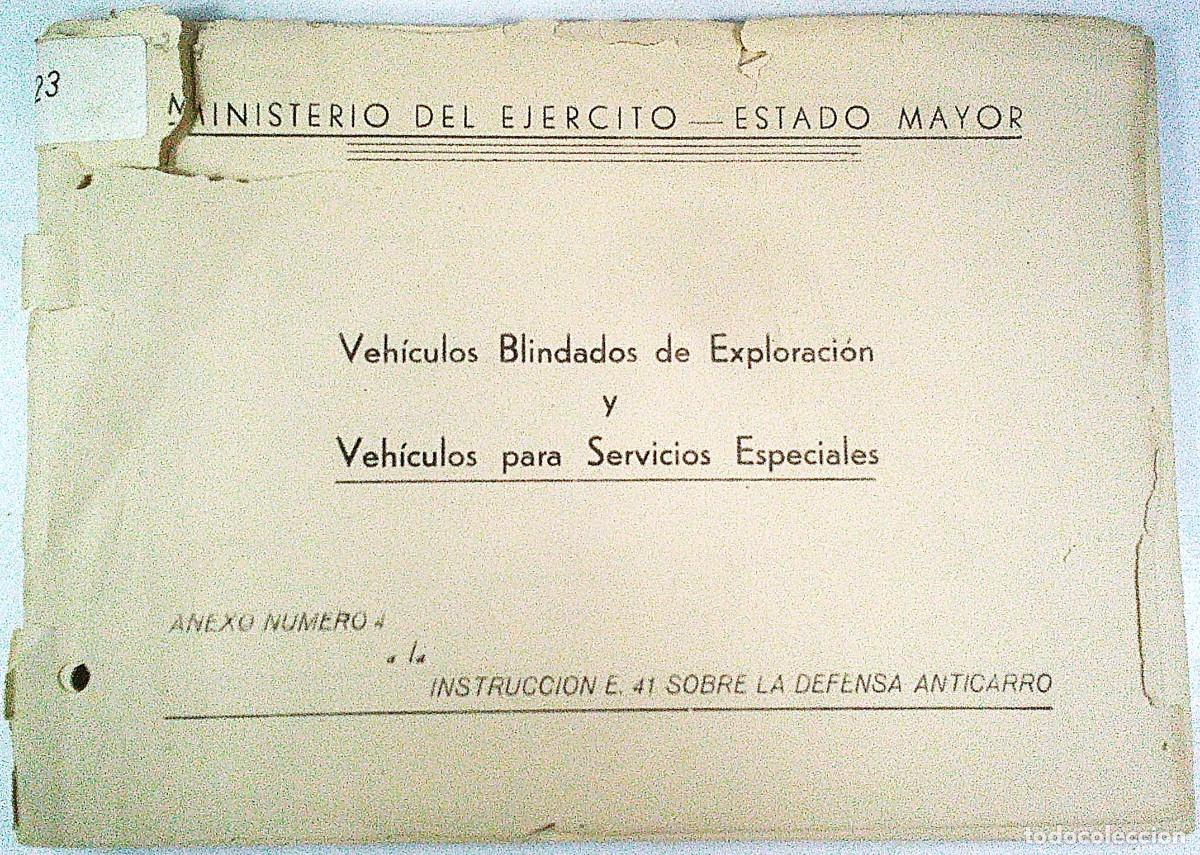 23
MINISTERIO DEL EJERCITO — ESTADO MAYOR
Vehículos Blindados de Exploración
y
Vehículos para Servicios Especiales
ANEXO NUMERO 4
a la
INSTRUCCION E. 41 SOBRE LA DEFENSA ANTICARRO
todocoleccion